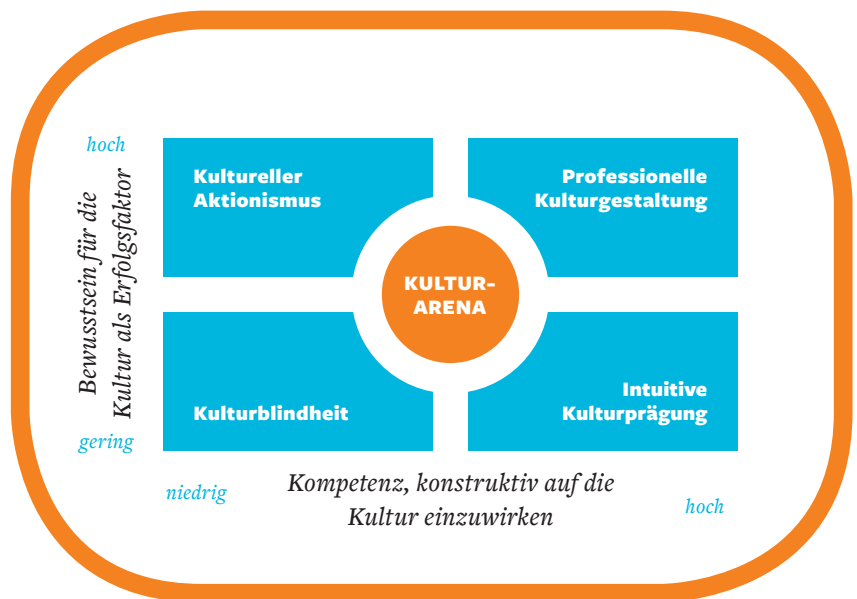 hoch
Bewusstsein für die
Kultur als Erfolgsfaktor
gering
Kultureller
Aktionismus
Professionelle
Kulturgestaltung
KULTUR-
ARENA
Kulturblindheit
Intuitive
Kulturprägung
niedrig
Kompetenz, konstruktiv auf die
Kultur einzuwirken
hoch